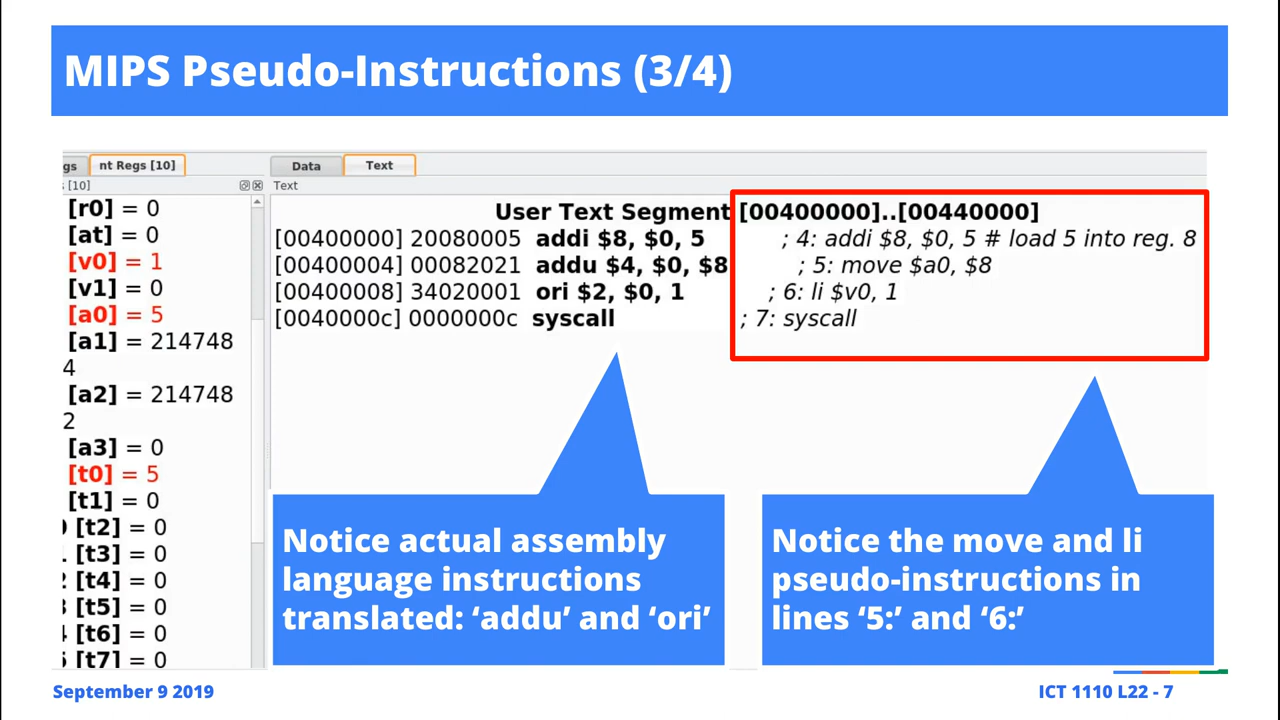 MIPS Pseudo-Instructions (3/4)
gs
nt Regs [10]
Data
Text
[10]
Text
[r0] = 0
[at] = 0
[v0] = 1
[v1] = 0
[a0] = 5
[a1] = 214748
4
[a2] = 214748
2
[a3] = 0
[t0] = 5
[t1] = 0
[t2] = 0
[t3] = 0
[t4] = 0
[t5] = 0
[t6] = 0
[t7] = 0
User Text Segment [00400000]..[00440000]
[00400000] 20080005 addi $8, $0, 5 ; 4: addi $8, $0, 5 # load 5 into reg. 8
[00400004] 00082021 addu $4, $0, $8 ; 5: move $a0, $8
[00400008] 34020001 ori $2, $0, 1 ; 6: li $v0, 1
[0040000c] 0000000c syscall ; 7: syscall
Notice actual assembly
language instructions
translated: ‘addu’ and ‘ori’
Notice the move and li
pseudo-instructions in
lines ‘5:’ and ‘6:’
September 9 2019
ICT 1110 L22 - 7